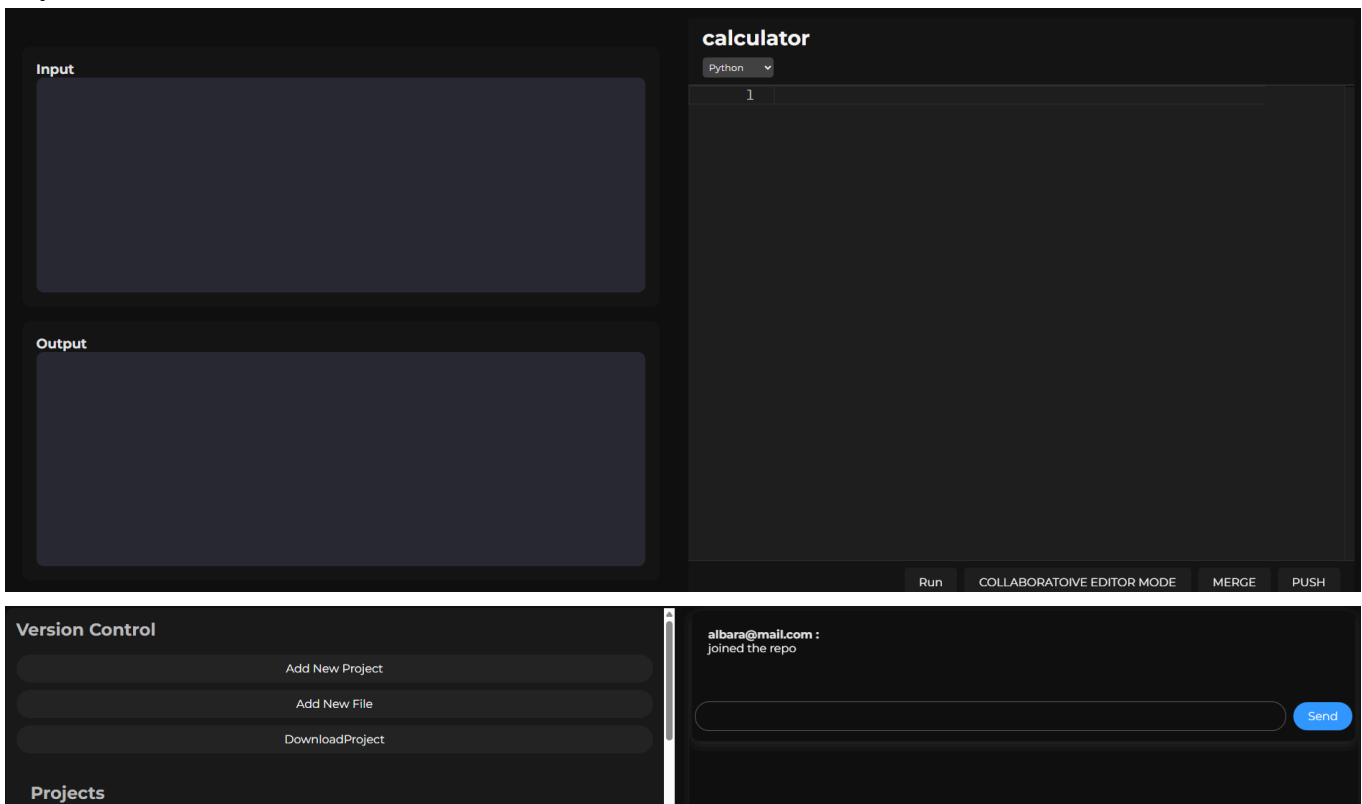 Input
Output
calculator
Python
1
Run COLLABORATOIVE EDITOR MODE MERGE PUSH
Version Control
Add New Project
Add New File
DownloadProject
Projects
albara@mail.com :
joined the repo
Send